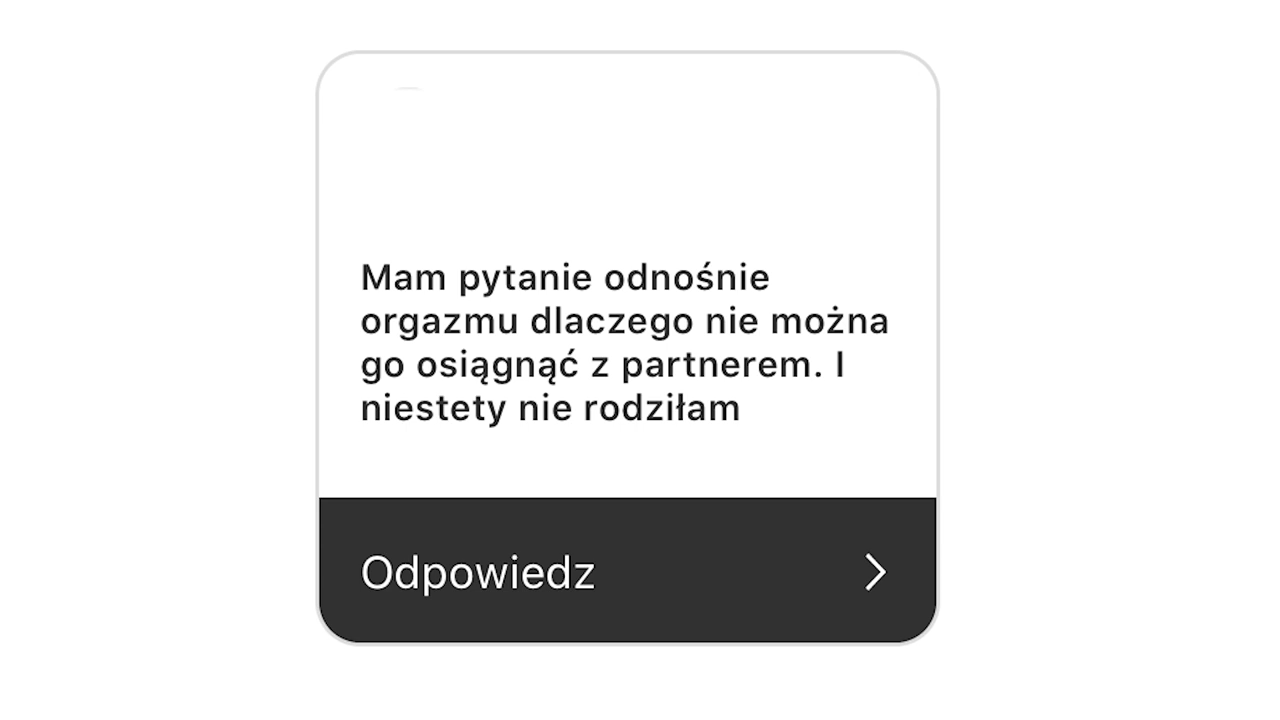 Mam pytanie odnośnie
orgazmu dlaczego nie można
go osiągnąć z partnerem. I
niestety nie rodziłam
Odpowiedz